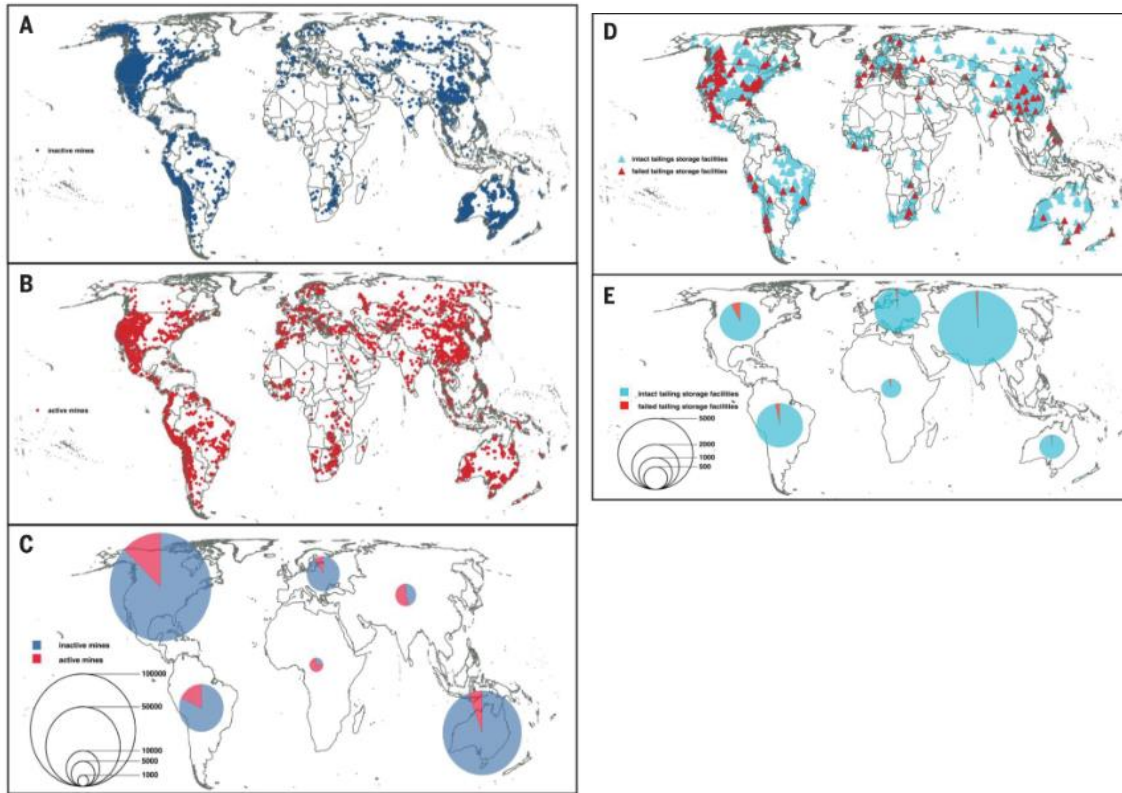 A
inactive mines
B
active mines
C
inactive mines
active mines
100000
50000
10000
5000
1000
D
intact tailings storage facilities
failed tailings storage facilities
E
intact tailing storage facilities
failed tailing storage facilities
5000
2000
1000
500